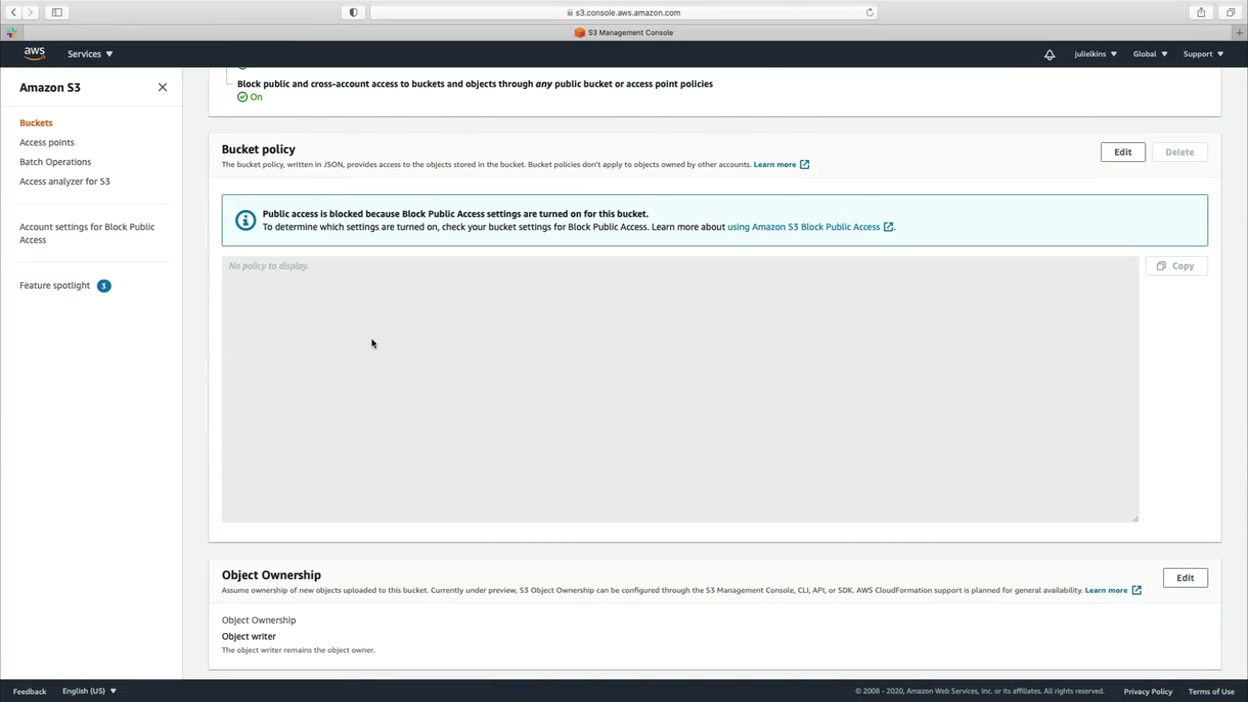 s3.console.aws.amazon.com
S3 Management Console
aws
Services
julielkins
Global
Support
Amazon S3
Buckets
Access points
Batch Operations
Access analyzer for S3
Account settings for Block Public
Access
Feature spotlight 3
Block public and cross-account access to buckets and objects through any public bucket or access point policies
On
Bucket policy
Edit
Delete
The bucket policy, written in JSON, provides access to the objects stored in the bucket. Bucket policies don't apply to objects owned by other accounts. Learn more
Public access is blocked because Block Public Access settings are turned on for this bucket.
To determine which settings are turned on, check your bucket settings for Block Public Access. Learn more about using Amazon S3 Block Public Access.
No policy to display.
Copy
Object Ownership
Edit
Assume ownership of new objects uploaded to this bucket. Currently under preview, S3 Object Ownership can be configured through the S3 Management Console, CLI, API, or SDK. AWS CloudFormation support is planned for general availability. Learn more
Object Ownership
Object writer
The object writer remains the object owner.
Feedback
English (US)
© 2008 - 2020, Amazon Web Services, Inc. or its affiliates. All rights reserved.
Privacy Policy
Terms of Use